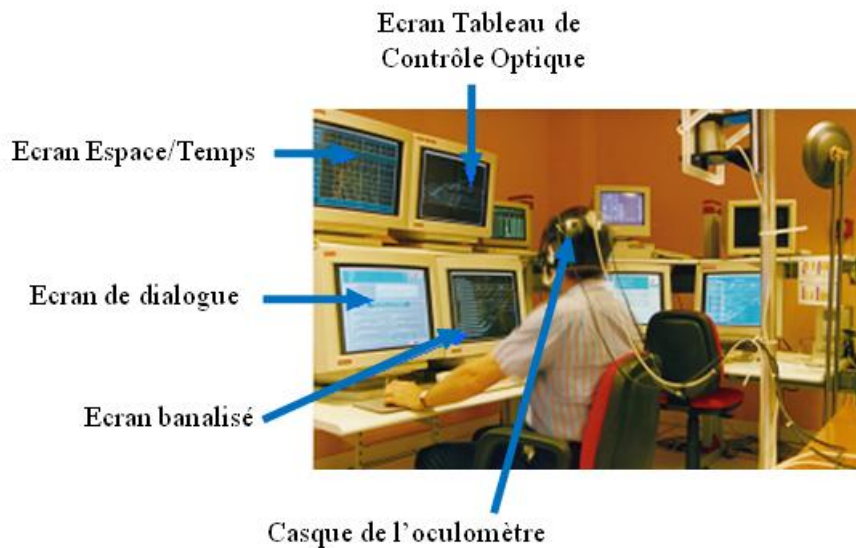 Ecran Tableau de
Contrôle Optique
Ecran Espace/Temps
Ecran de dialogue
Ecran banalisé
Casque de l'oculomètre